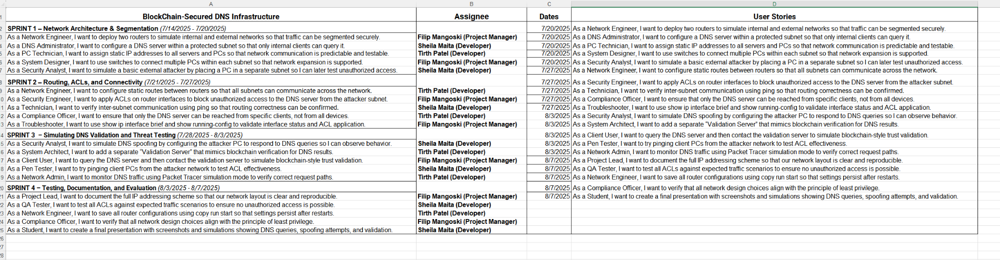 A B C D
1 BlockChain-Secured DNS Infrastructure Assignee Dates User Stories
2 SPRINT 1 – Network Architecture & Segmentation (7/14/2025 - 7/20/2025) 7/20/2025 As a Network Engineer, I want to deploy two routers to simulate internal and external networks so that traffic can be segmented securely.
3 As a Network Engineer, I want to deploy two routers to simulate internal and external networks so that traffic can be segmented securely. Filip Mangoski (Project Manager) 7/20/2025 As a DNS Administrator, I want to configure a DNS server within a protected subnet so that only internal clients can query it.
4 As a DNS Administrator, I want to configure a DNS server within a protected subnet so that only internal clients can query it. Sheila Maita (Developer) 7/20/2025 As a PC Technician, I want to assign static IP addresses to all servers and PCs so that network communication is predictable and testable.
5 As a PC Technician, I want to assign static IP addresses to all servers and PCs so that network communication is predictable and testable. Tirth Patel (Developer) 7/20/2025 As a System Designer, I want to use switches to connect multiple PCs within each subnet so that network expansion is supported.
6 As a System Designer, I want to use switches to connect multiple PCs within each subnet so that network expansion is supported. Filip Mangoski (Project Manager) 7/20/2025 As a Security Analyst, I want to simulate a basic external attacker by placing a PC in a separate subnet so I can later test unauthorized access.
7 As a Security Analyst, I want to simulate a basic external attacker by placing a PC in a separate subnet so I can later test unauthorized access. Sheila Maita (Developer) 7/27/2025 As a Network Engineer, I want to configure static routes between routers so that all subnets can communicate across the network.
8 SPRINT 2 – Routing, ACLs, and Connectivity (7/21/2025 - 7/27/2025) 7/27/2025 As a Security Engineer, I want to apply ACLs on router interfaces to block unauthorized access to the DNS server from the attacker subnet.
9 As a Network Engineer, I want to configure static routes between routers so that all subnets can communicate across the network. Tirth Patel (Developer) 7/27/2025 As a Technician, I want to verify inter-subnet communication using ping so that routing correctness can be confirmed.
10 As a Security Engineer, I want to apply ACLs on router interfaces to block unauthorized access to the DNS server from the attacker subnet. Filip Mangoski (Project Manager) 7/27/2025 As a Compliance Officer, I want to ensure that only the DNS server can be reached from specific clients, not from all devices.
11 As a Technician, I want to verify inter-subnet communication using ping so that routing correctness can be confirmed. Sheila Maita (Developer) 7/27/2025 As a Troubleshooter, I want to use show ip interface brief and show running-config to validate interface status and ACL application.
12 As a Compliance Officer, I want to ensure that only the DNS server can be reached from specific clients, not from all devices. Tirth Patel (Developer) 8/3/2025 As a Security Analyst, I want to simulate DNS spoofing by configuring the attacker PC to respond to DNS queries so I can observe behavior.
13 As a Troubleshooter, I want to use show ip interface brief and show running-config to validate interface status and ACL application. Filip Mangoski (Project Manager) 8/3/2025 As a System Architect, I want to add a separate “Validation Server” that mimics blockchain verification for DNS results.
14 SPRINT 3 – Simulating DNS Validation and Threat Testing (7/28/2025 - 8/3/2025) 8/3/2025 As a Client User, I want to query the DNS server and then contact the validation server to simulate blockchain-style trust validation.
15 As a Security Analyst, I want to simulate DNS spoofing by configuring the attacker PC to respond to DNS queries so I can observe behavior. Sheila Maita (Developer) 8/3/2025 As a Pen Tester, I want to try pinging client PCs from the attacker network to test ACL effectiveness.
16 As a System Architect, I want to add a separate “Validation Server” that mimics blockchain verification for DNS results. Tirth Patel (Developer) 8/3/2025 As a Network Admin, I want to monitor DNS traffic using Packet Tracer simulation mode to verify correct request paths.
17 As a Client User, I want to query the DNS server and then contact the validation server to simulate blockchain-style trust validation. Filip Mangoski (Project Manager) 8/7/2025 As a Project Lead, I want to document the full IP addressing scheme so that our network layout is clear and reproducible.
18 As a Pen Tester, I want to try pinging client PCs from the attacker network to test ACL effectiveness. Sheila Maita (Developer) 8/7/2025 As a QA Tester, I want to test all ACLs against expected traffic scenarios to ensure no unauthorized access is possible.
19 As a Network Admin, I want to monitor DNS traffic using Packet Tracer simulation mode to verify correct request paths. Tirth Patel (Developer) 8/7/2025 As a Network Engineer, I want to save all router configurations using copy run start so that settings persist after restarts.
20 SPRINT 4 – Testing, Documentation, and Evaluation (8/3/2025 - 8/7/2025) 8/7/2025 As a Compliance Officer, I want to verify that all network design choices align with the principle of least privilege.
21 As a Project Lead, I want to document the full IP addressing scheme so that our network layout is clear and reproducible. Filip Mangoski (Project Manager) 8/7/2025 As a Student, I want to create a final presentation with screenshots and simulations showing DNS queries, spoofing attempts, and validation.
22 As a QA Tester, I want to test all ACLs against expected traffic scenarios to ensure no unauthorized access is possible. Sheila Maita (Developer)
23 As a Network Engineer, I want to save all router configurations using copy run start so that settings persist after restarts. Tirth Patel (Developer)
24 As a Compliance Officer, I want to verify that all network design choices align with the principle of least privilege. Filip Mangoski (Project Manager)
25 As a Student, I want to create a final presentation with screenshots and simulations showing DNS queries, spoofing attempts, and validation. Sheila Maita (Developer)
26
27
28